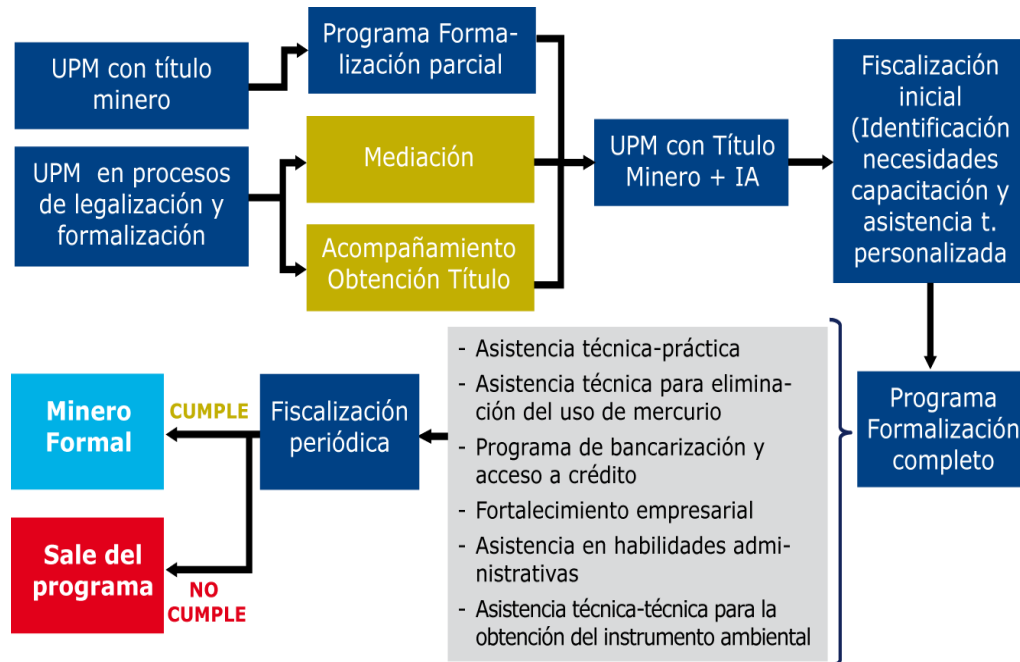 UPM con título
minero
Programa Forma-
lización parcial
UPM  en procesos
de legalización y
formalización
Mediación
Acompañamiento
Obtención Título
UPM con Título
Minero + IA
Fiscalización
inicial
(Identificación
necesidades
capacitación y
asistencia t.
personalizada
Programa
Formalización
completo
- Asistencia técnica-práctica
- Asistencia técnica para elimina-
ción del uso de mercurio
- Programa de bancarización y
acceso a crédito
- Fortalecimiento empresarial
- Asistencia en habilidades admi-
nistrativas
- Asistencia técnica-técnica para la
obtención del instrumento ambiental
Fiscalización
periódica
CUMPLE
Minero
Formal
NO
CUMPLE
Sale del
programa